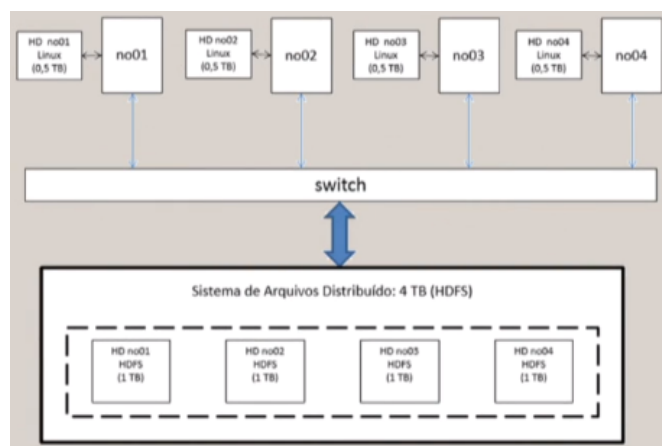 HD no01
Linux
(0,5 TB)
no01
HD no02
Linux
(0,5 TB)
no02
HD no03
Linux
(0,5 TB)
no03
HD no04
Linux
(0,5 TB)
no04
switch
Sistema de Arquivos Distribuído: 4 TB (HDFS)
HD no01
HDFS
(1 TB)
HD no02
HDFS
(1 TB)
HD no03
HDFS
(1 TB)
HD no04
HDFS
(1 TB)